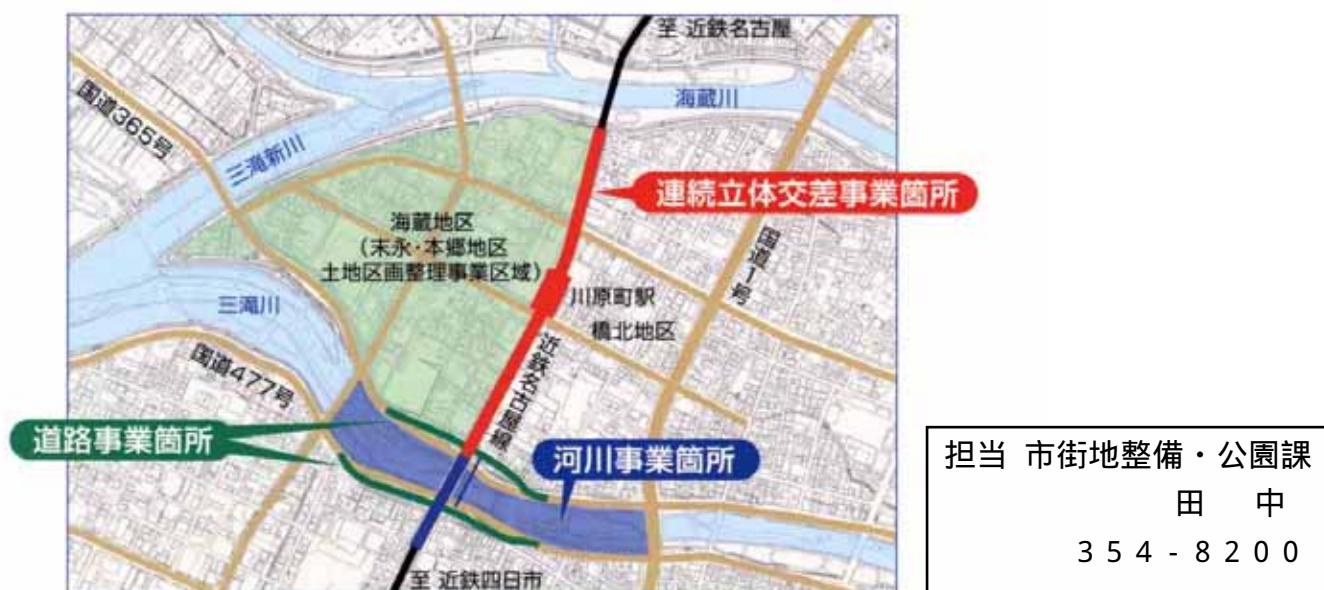 至 近鉄名古屋
海蔵川
国道365号
三滝新川
連続立体交差事業箇所
海蔵地区
(末永・本郷地区
土地区画整理事業区域)
国道1号
三滝川
川原町駅
橋北地区
国道477号
近鉄名古屋線
道路事業箇所
河川事業箇所
至 近鉄四日市
担当 市街地整備・公園課
田 中
354-8200